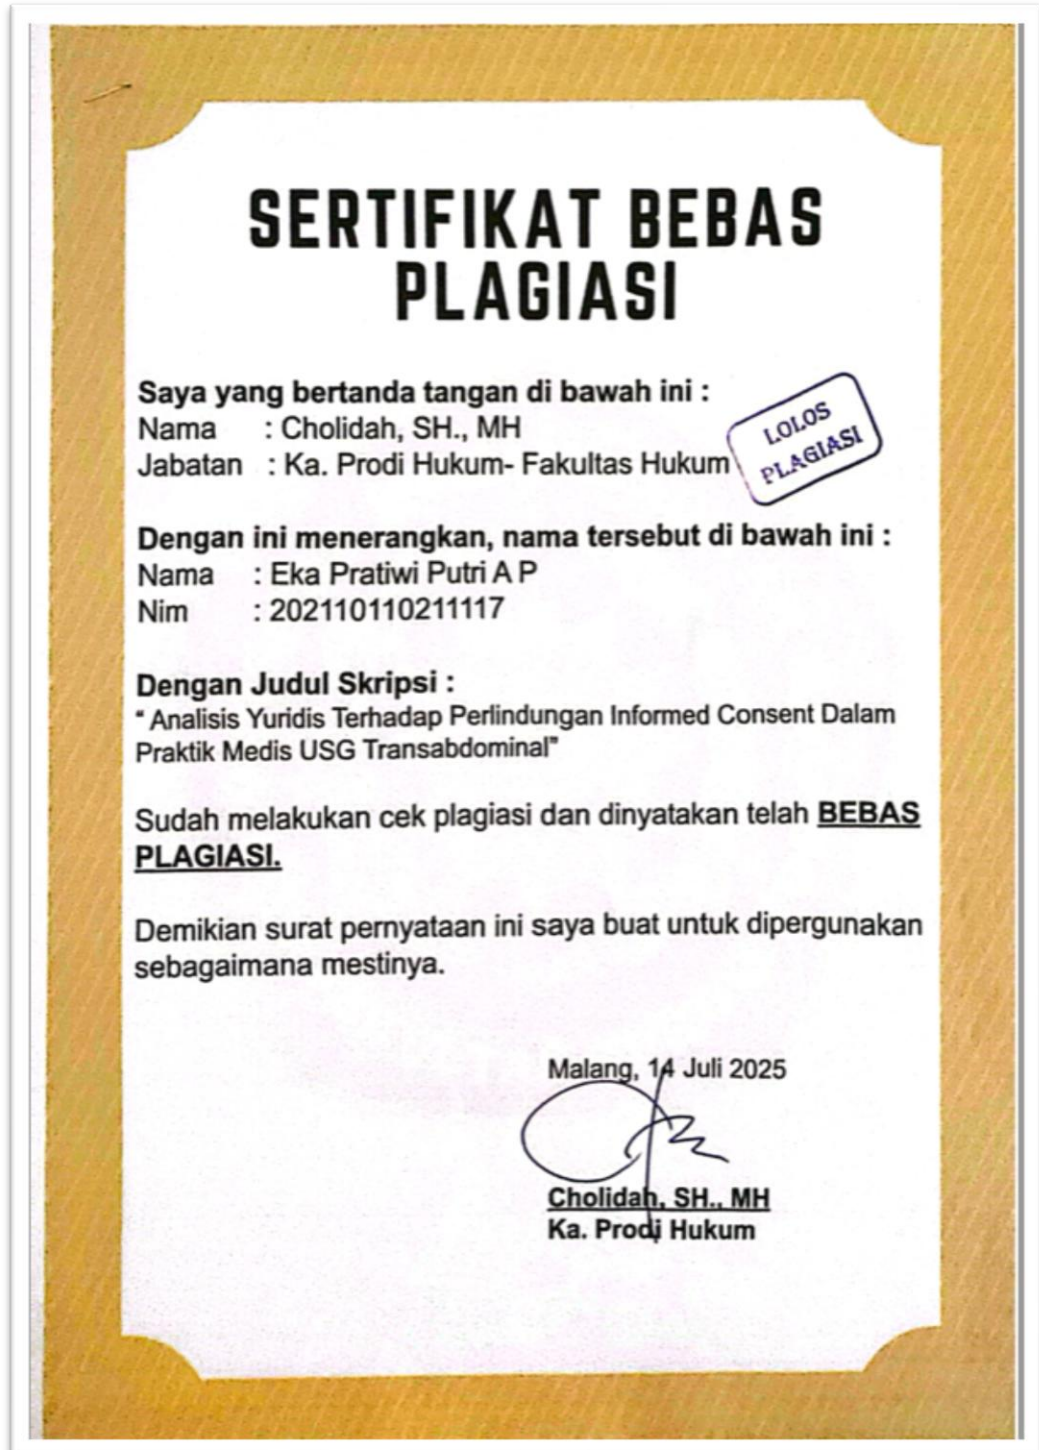 SERTIFIKAT BEBAS
PLAGIASI
Saya yang bertanda tangan di bawah ini :
Nama : Cholidah, SH., MH
Jabatan : Ka. Prodi Hukum- Fakultas Hukum
LOLOS
PLAGIASI
Dengan ini menerangkan, nama tersebut di bawah ini :
Nama : Eka Pratiwi Putri A P
Nim : 202110110211117
Dengan Judul Skripsi :
“ Analisis Yuridis Terhadap Perlindungan Informed Consent Dalam
Praktik Medis USG Transabdominal”
Sudah melakukan cek plagiasi dan dinyatakan telah BEBAS
PLAGIASI.
Demikian surat pernyataan ini saya buat untuk dipergunakan
sebagaimana mestinya.
Malang, 14 Juli 2025
Cholidah, SH., MH
Ka. Prodi Hukum